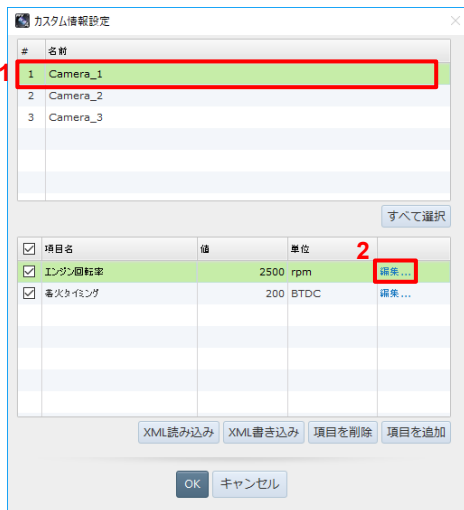 カスタム情報設定
# 名前
1
1 Camera_1
2 Camera_2
3 Camera_3
すべて選択
項目名 値 単位
2
エンジン回転率 2500 rpm 編集...
着火タイミング 200 BTDC 編集...
XML読み込み XML書き込み 項目を削除 項目を追加
OK キャンセル